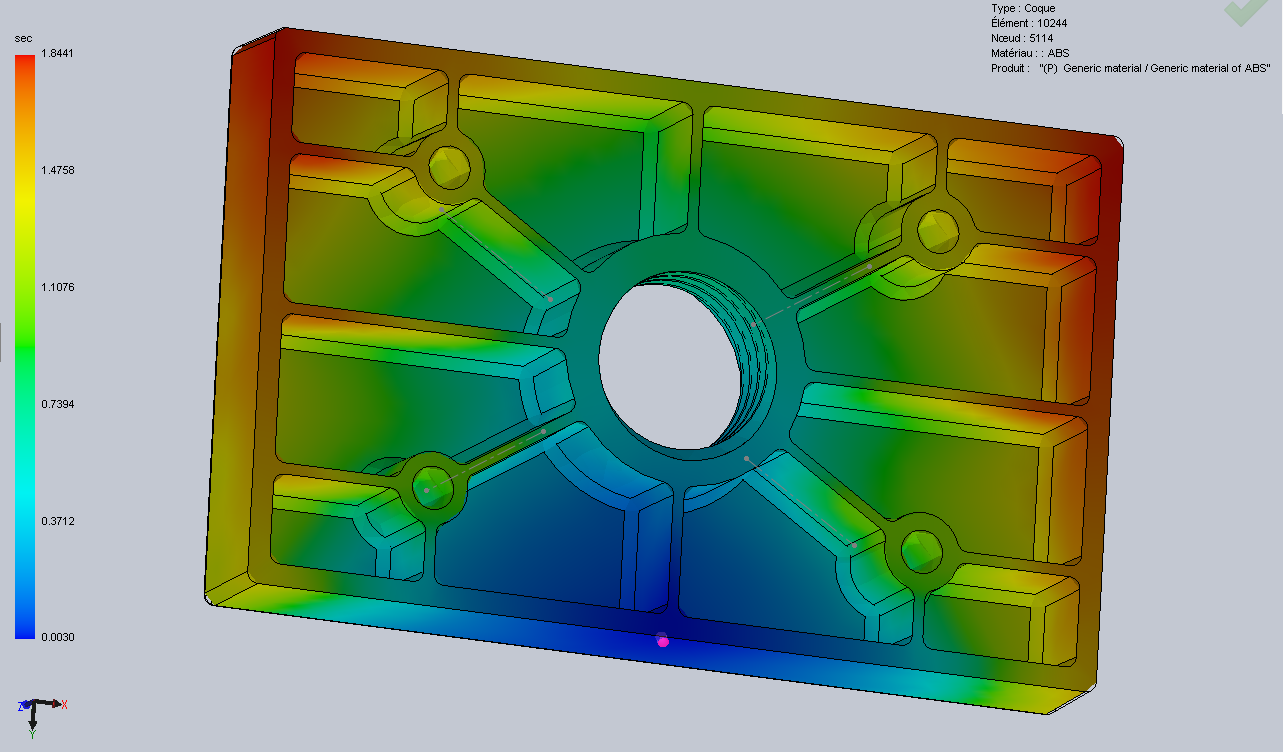 Type : Coque
Élément : 10244
Nœud : 5114
Matériau : : ABS
Produit : "(P) Generic material / Generic material of ABS"
sec
1.8441
1.4758
1.1076
0.7394
0.3712
0.0030
Z
X
Y